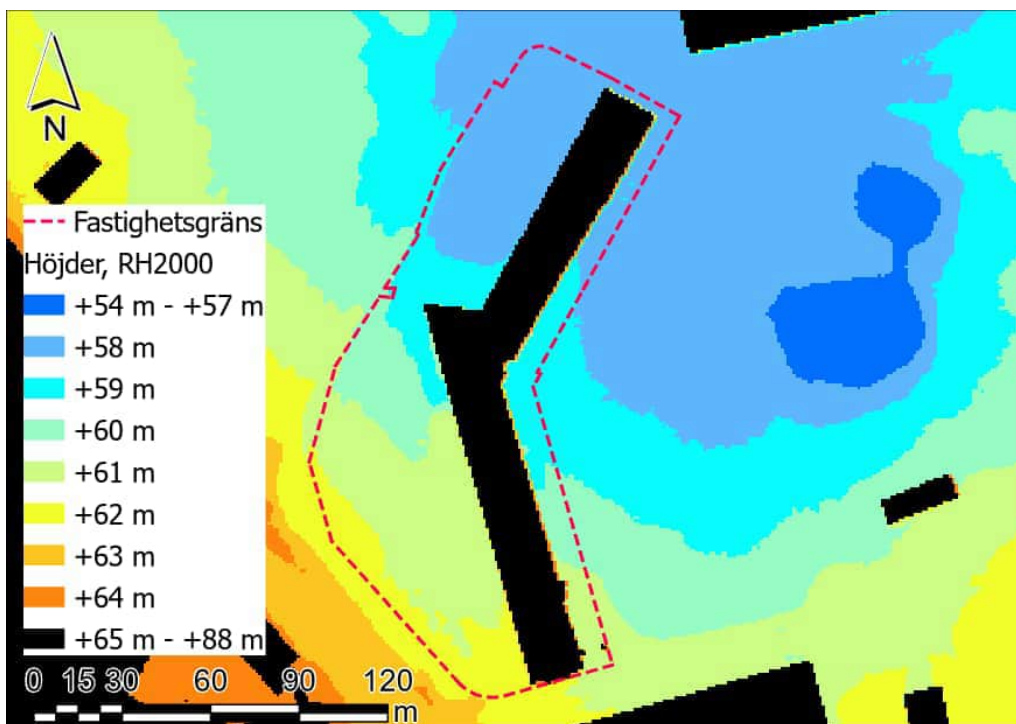 N
Fastighetsgräns
Höjder, RH2000
+54 m - +57 m
+58 m
+59 m
+60 m
+61 m
+62 m
+63 m
+64 m
+65 m - +88 m
0 15 30 60 90 120
m